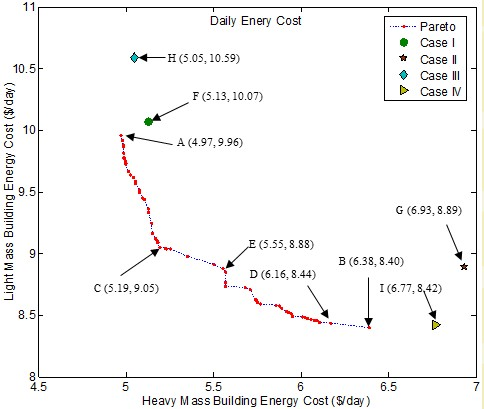 Daily Enery Cost
Pareto
Case I
Case II
Case III
Case IV
H (5.05, 10.59)
F (5.13, 10.07)
A (4.97, 9.96)
G (6.93, 8.89)
E (5.55, 8.88)
B (6.38, 8.40)
D (6.16, 8.44)
C (5.19, 9.05)
I (6.77, 8.42)
Light Mass Building Energy Cost ($/day)
11
10.5
10
9.5
9
8.5
8
4.5 5 5.5 6 6.5 7
Heavy Mass Building Energy Cost ($/day)